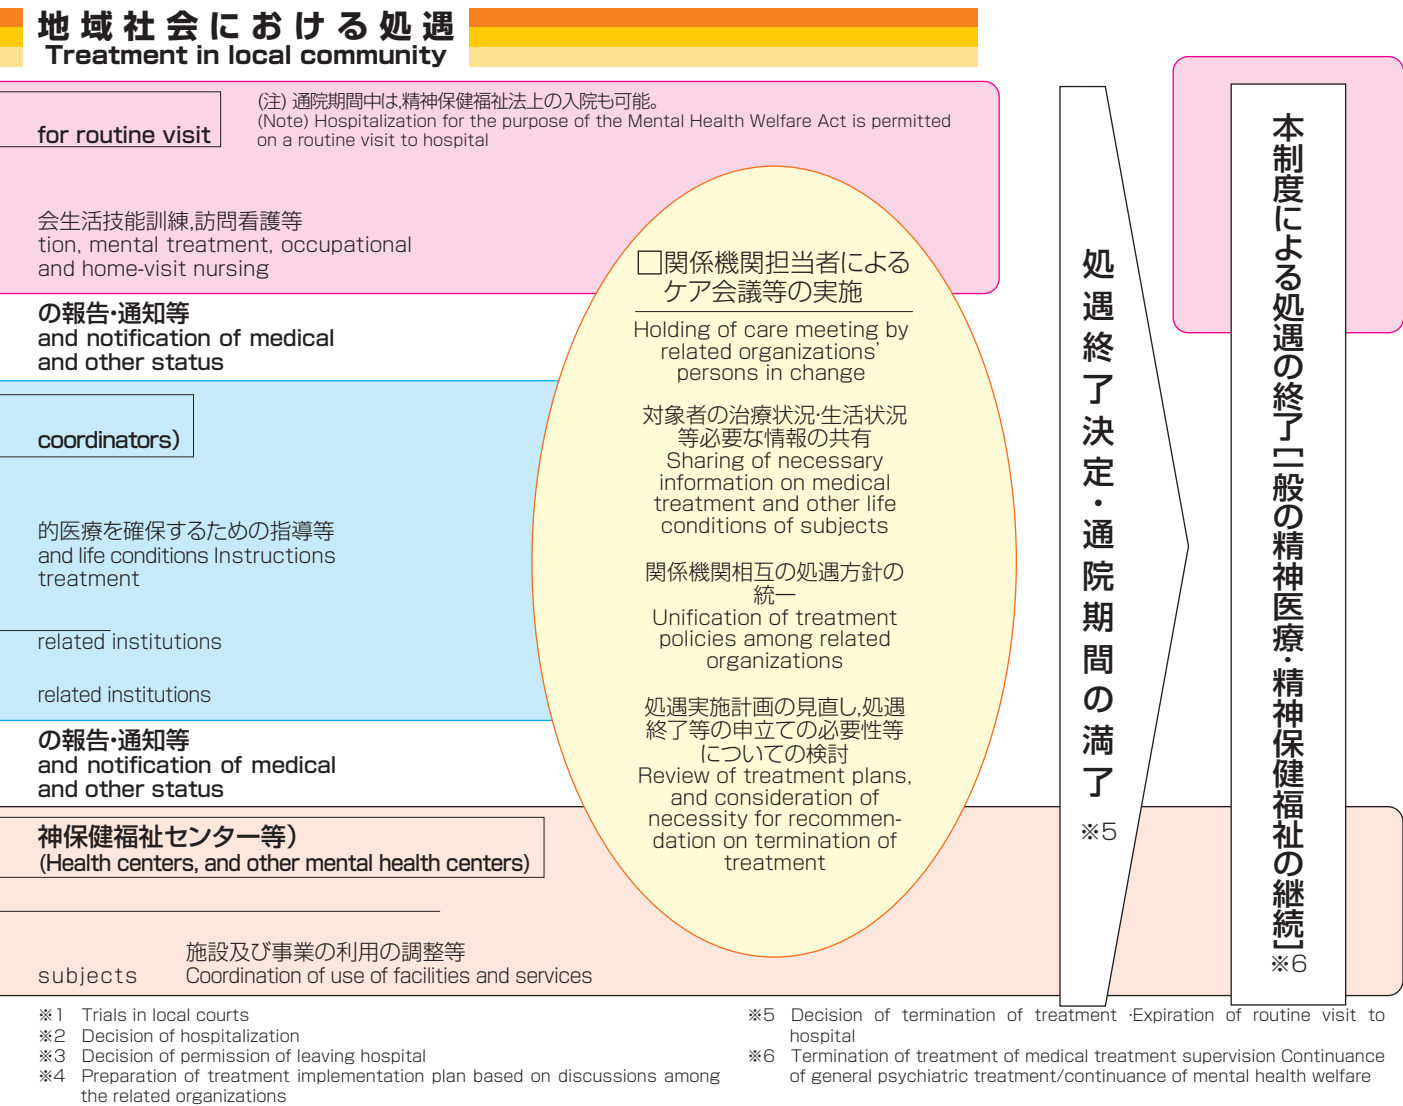 地域社会における処遇
Treatment in local community
for routine visit
(注) 通院期間中は,精神保健福祉法上の入院も可能。
(Note) Hospitalization for the purpose of the Mental Health Welfare Act is permitted
on a routine visit to hospital
会生活技能訓練,訪問看護等
tion, mental treatment, occupational
and home-visit nursing
の報告・通知等
and notification of medical
and other status
coordinators)
的医療を確保するための指導等
and life conditions Instructions
treatment
related institutions
related institutions
の報告・通知等
and notification of medical
and other status
神保健福祉センター等）
(Health centers, and other mental health centers)
施設及び事業の利用の調整等
subjects Coordination of use of facilities and services
□関係機関担当者による
ケア会議等の実施
Holding of care meeting by
related organizations'
persons in change
対象者の治療状況・生活状況
等必要な情報の共有
Sharing of necessary
information on medical
treatment and other life
conditions of subjects
関係機関相互の処遇方針の
統一
Unification of treatment
policies among related
organizations
処遇実施計画の見直し,処遇
終了等の申立ての必要性等
についての検討
Review of treatment plans,
and consideration of
necessity for recommen-
dation on termination of
treatment
処遇終了決定・通院期間の満了 ※5
本制度による処遇の終了［一般の精神医療・精神保健福祉の継続］※6
※1 Trials in local courts
※2 Decision of hospitalization
※3 Decision of permission of leaving hospital
※4 Preparation of treatment implementation plan based on discussions among
the related organizations
※5 Decision of termination of treatment ·Expiration of routine visit to
hospital
※6 Termination of treatment of medical treatment supervision Continuance
of general psychiatric treatment/continuance of mental health welfare